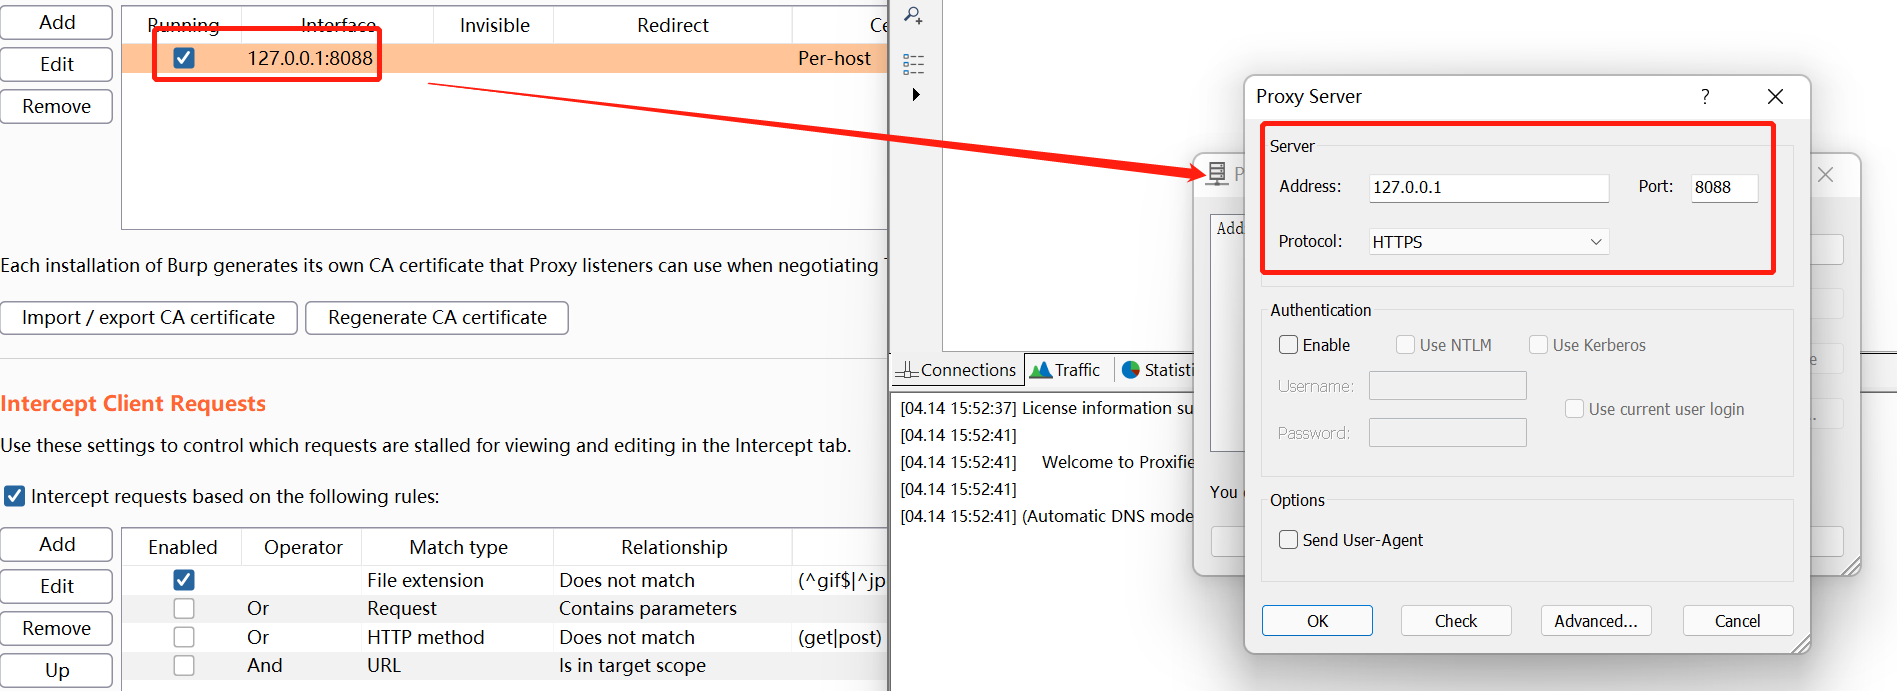 Add
Edit
Remove
Running Interface Invisible Redirect
127.0.0.1:8088 Per-host
Each installation of Burp generates its own CA certificate that Proxy listeners can use when negotiating
Import / export CA certificate
Regenerate CA certificate
Intercept Client Requests
Use these settings to control which requests are stalled for viewing and editing in the Intercept tab.
Intercept requests based on the following rules:
Add
Edit
Remove
Up
Enabled Operator Match type Relationship
File extension Does not match (^gif$|^jp
Or Request Contains parameters
Or HTTP method Does not match (get|post)
And URL Is in target scope
Connections Traffic Statisti
[04.14 15:52:37] License information su
[04.14 15:52:41]
[04.14 15:52:41] Welcome to Proxifie
[04.14 15:52:41]
[04.14 15:52:41] (Automatic DNS mode
Add
You
Proxy Server ?
Server
Address: 127.0.0.1 Port: 8088
Protocol: HTTPS
Authentication
Enable Use NTLM Use Kerberos
Username:
Use current user login
Password:
Options
Send User-Agent
OK Check Advanced... Cancel